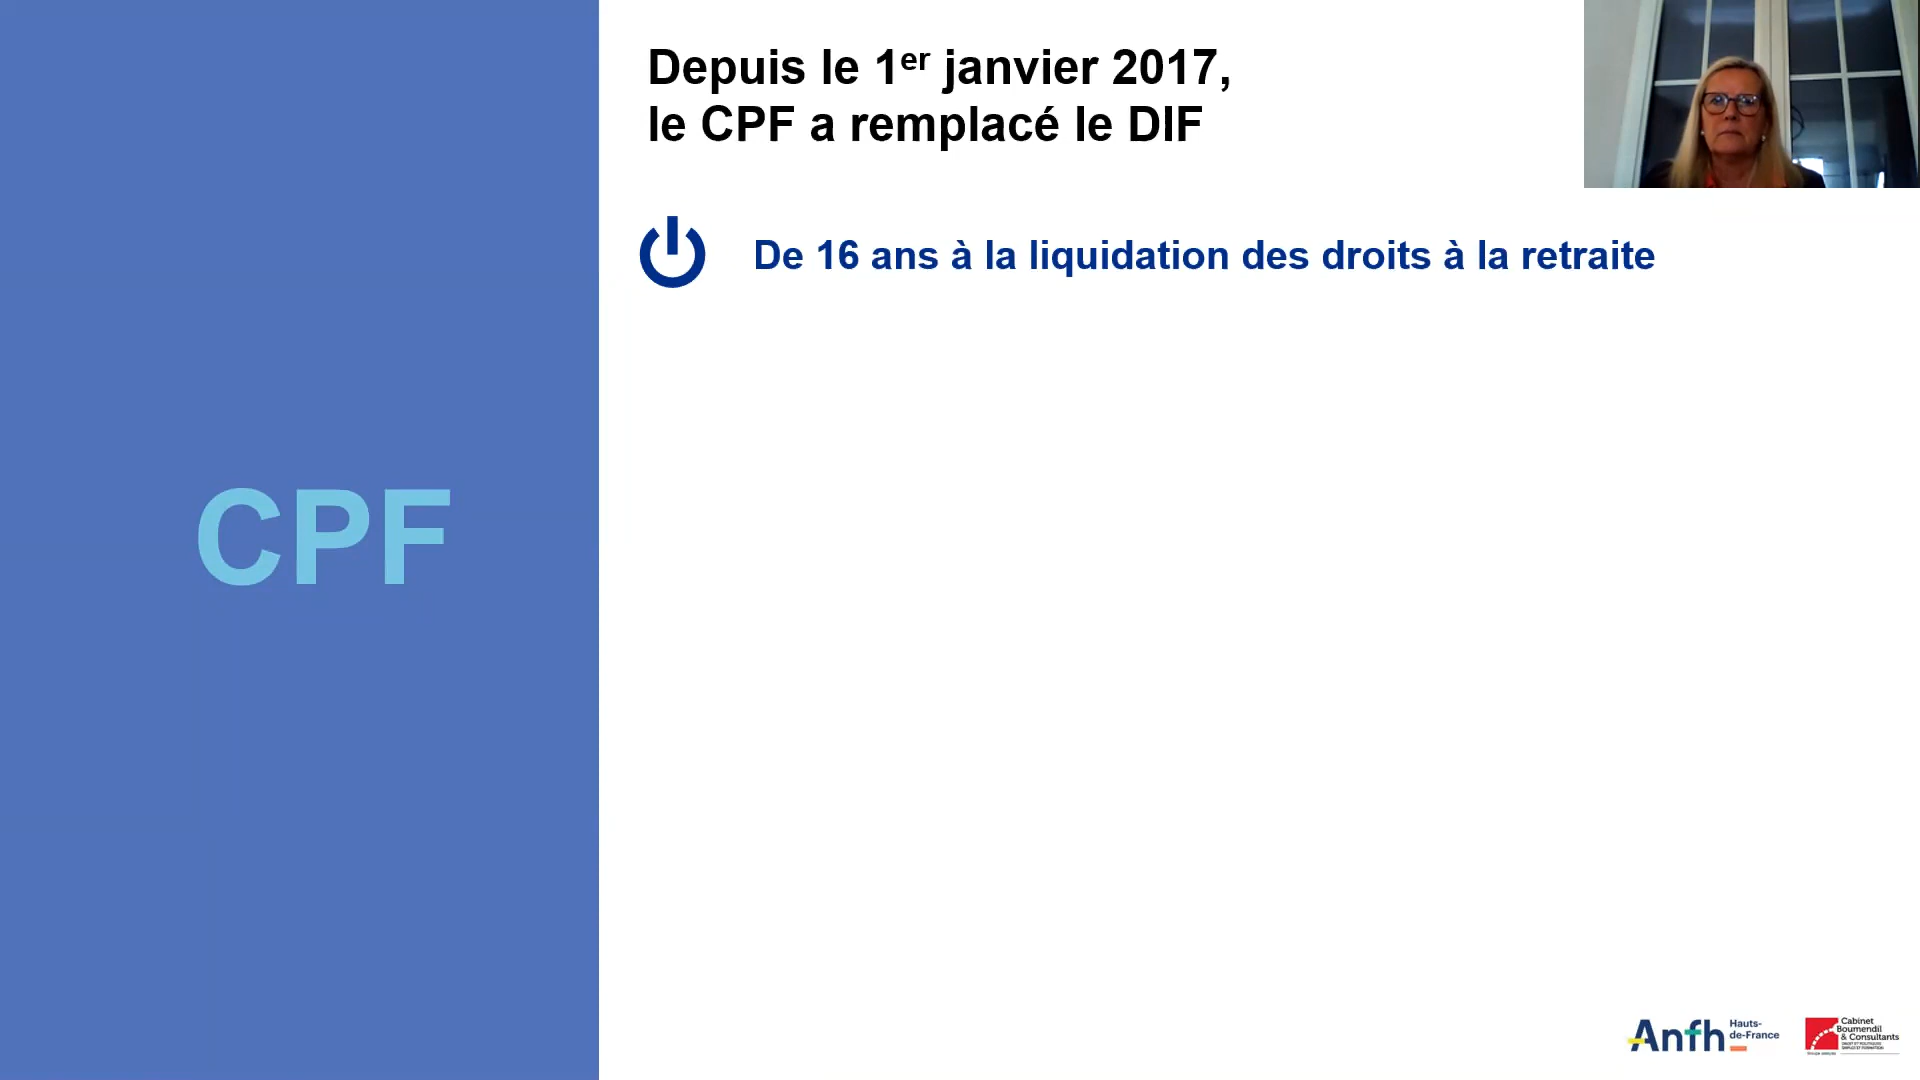 Depuis le 1er janvier 2017,
le CPF a remplacé le DIF
De 16 ans à la liquidation des droits à la retraite
CPF
Anfh
Hauts-
de-France
Cabinet
Boumendil
& Consultants